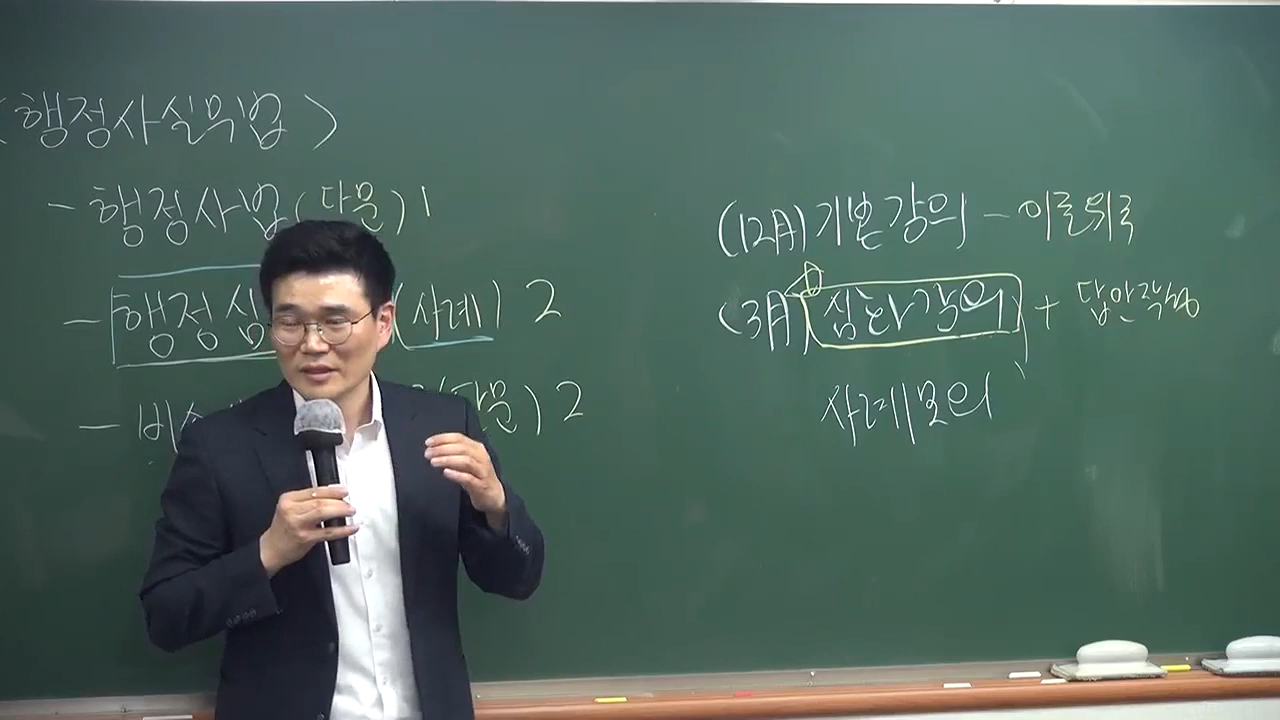 <행정사실무법>
- 행정사법(단문) 1
- 행정심 (사례) 2
- 비송 (단문) 2
(12月) 기본강의 - 이론위주
(3月) (심화강의) + 답안작성
사례, 모의